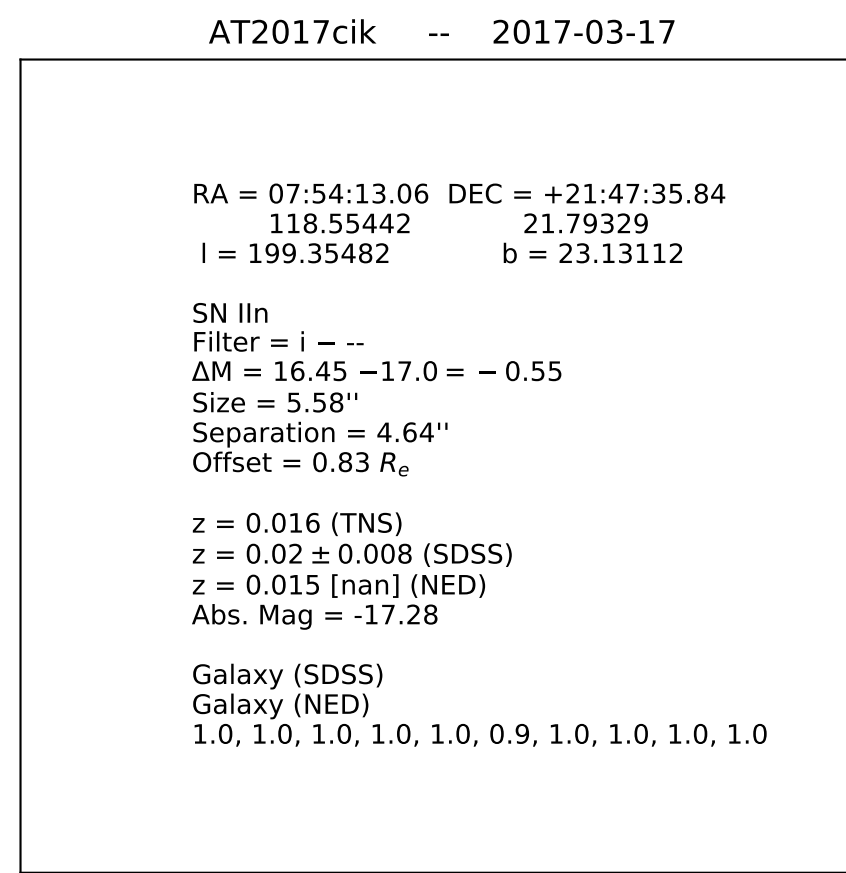 AT2017cik -- 2017-03-17
RA = 07:54:13.06 DEC = +21:47:35.84
118.55442 21.79329
l = 199.35482 b = 23.13112
SN IIn
Filter = i − --
ΔM = 16.45 −17.0 = − 0.55
Size = 5.58''
Separation = 4.64''
Offset = 0.83 Re
z = 0.016 (TNS)
z = 0.02 ± 0.008 (SDSS)
z = 0.015 [nan] (NED)
Abs. Mag = -17.28
Galaxy (SDSS)
Galaxy (NED)
1.0, 1.0, 1.0, 1.0, 1.0, 0.9, 1.0, 1.0, 1.0, 1.0